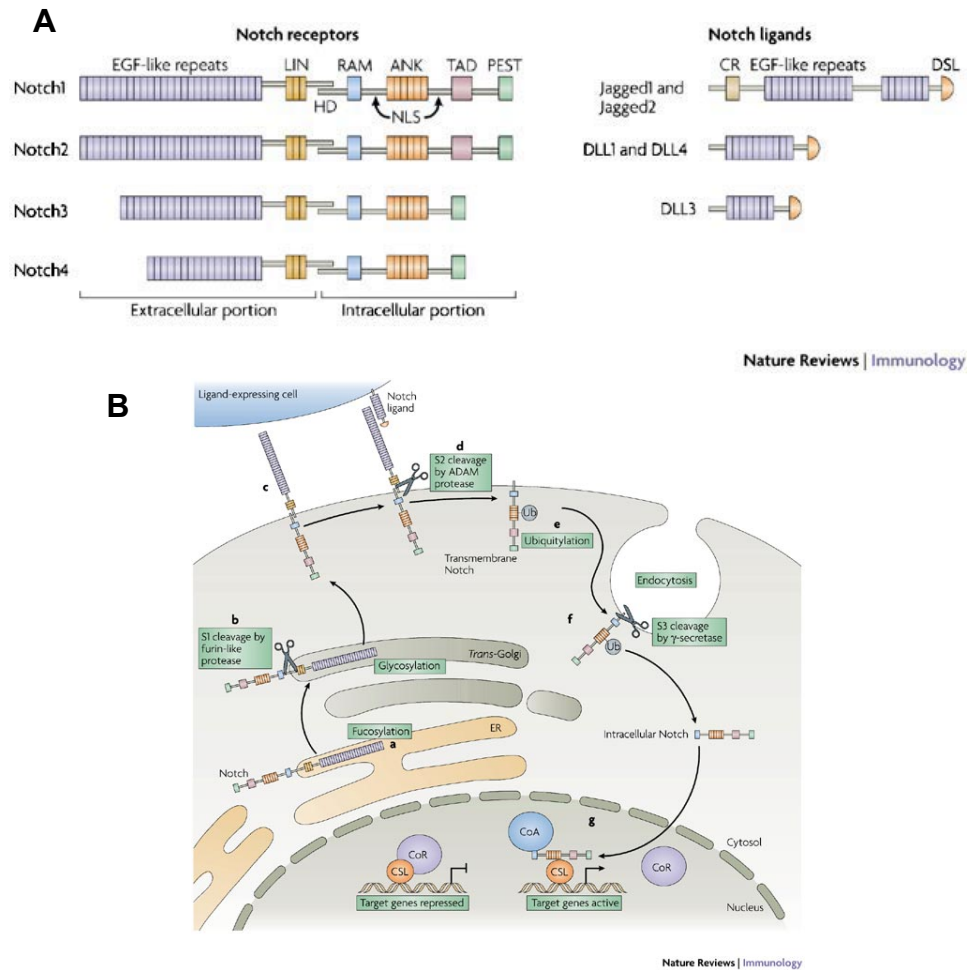 A
Notch receptors
Notch ligands
EGF-like repeats LIN RAM ANK TAD PEST
Notch1
HD
NLS
Notch2
Notch3
Notch4
Extracellular portion
Intracellular portion
CR EGF-like repeats DSL
Jagged1 and
Jagged2
DLL1 and DLL4
DLL3
Nature Reviews | Immunology
B
Ligand-expressing cell
Notch
ligand
c
d
S2 cleavage
by ADAM
protease
Ub
e
Ubiquitylation
Transmembrane
Notch
Endocytosis
f
S3 cleavage
by γ-secretase
Ub
b
S1 cleavage by
furin-like
protease
Trans-Golgi
Glycosylation
Fucosylation
ER
a
Notch
Intracellular Notch
g
CoA
CoR
CSL
CSL
CoR
Target genes repressed
Target genes active
Cytosol
Nucleus
Nature Reviews | Immunology